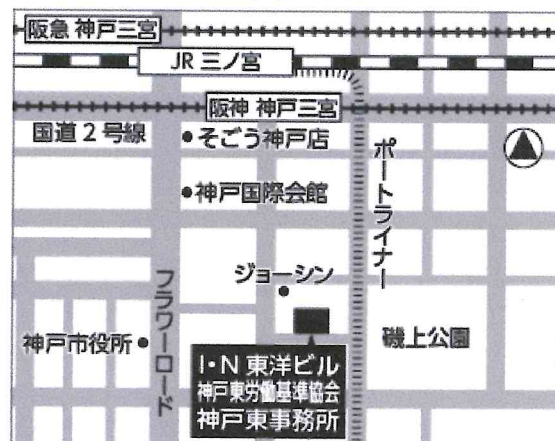 阪急 神戸三宮
JR 三ノ宮
阪神 神戸三宮
国道2号線
そごう神戸店
神戸国際会館
ポートライナー
ジョーシン
フラワーロード
神戸市役所
磯上公園
I・N 東洋ビル
神戸東労働基準協会
神戸東事務所